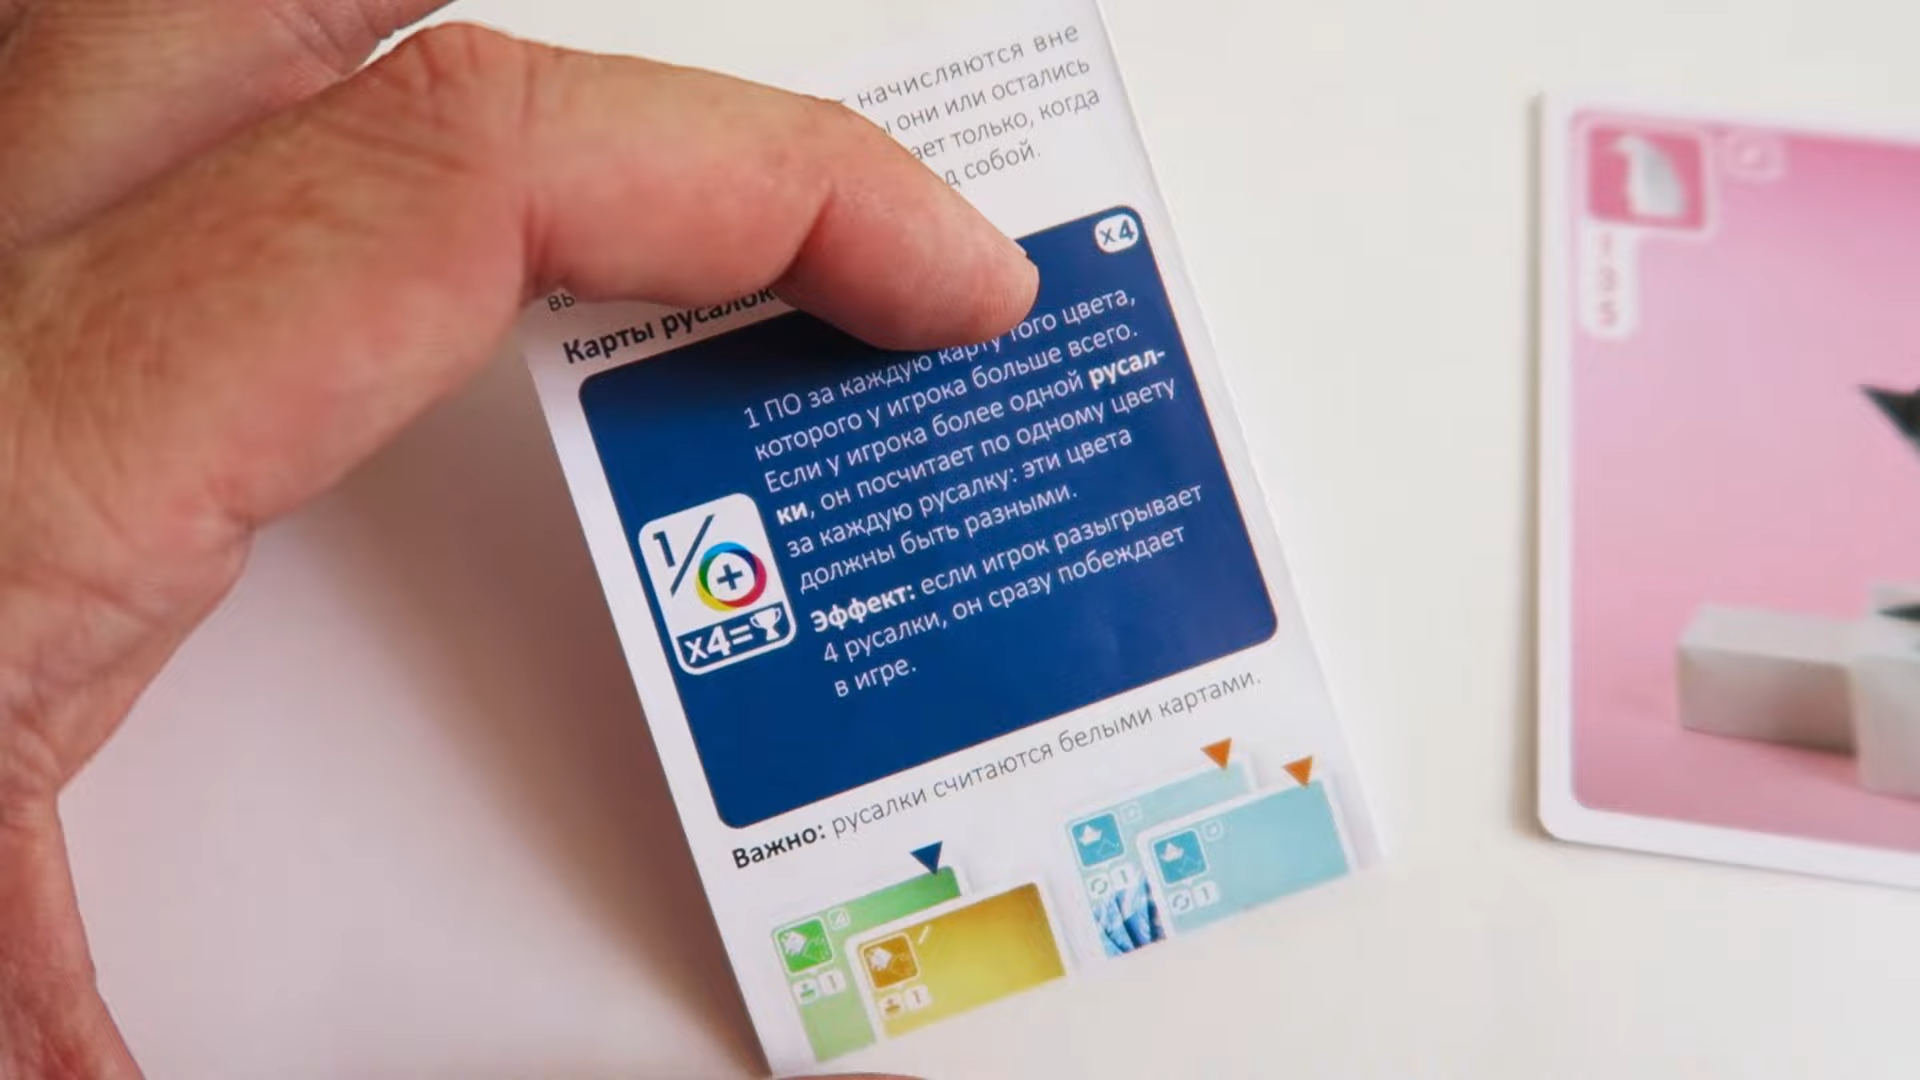 начисляются вне
они или остались
только, когда
собой.
Карты русалок
x4
1 ПО за каждую карту того цвета,
которого у игрока больше всего.
Если у игрока более одной русал-
ки, он посчитает по одному цвету
за каждую русалку: эти цвета
должны быть разными.
1/+
x4=
Эффект: если игрок разыгрывает
4 русалки, он сразу побеждает
в игре.
Важно: русалки считаются белыми картами.
1
1
1
1